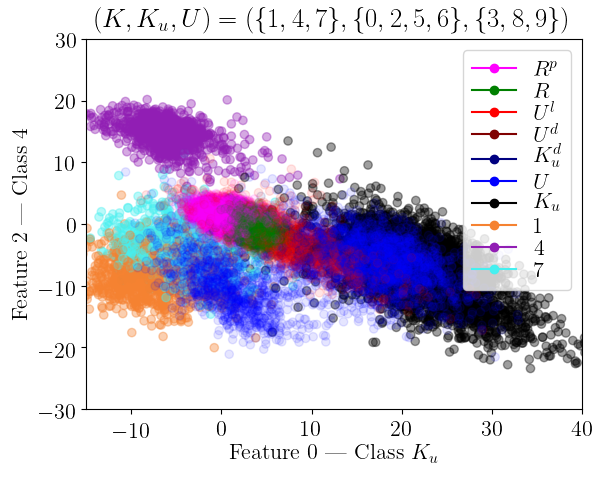 (K, K_u, U) = ({1, 4, 7}, {0, 2, 5, 6}, {3, 8, 9})
30
20
10
0
−10
−20
−30
Feature 2 — Class 4
R^p
R
U^l
U^d
K_u^d
U
K_u
1
4
7
−10
0
10
20
30
40
Feature 0 — Class K_u